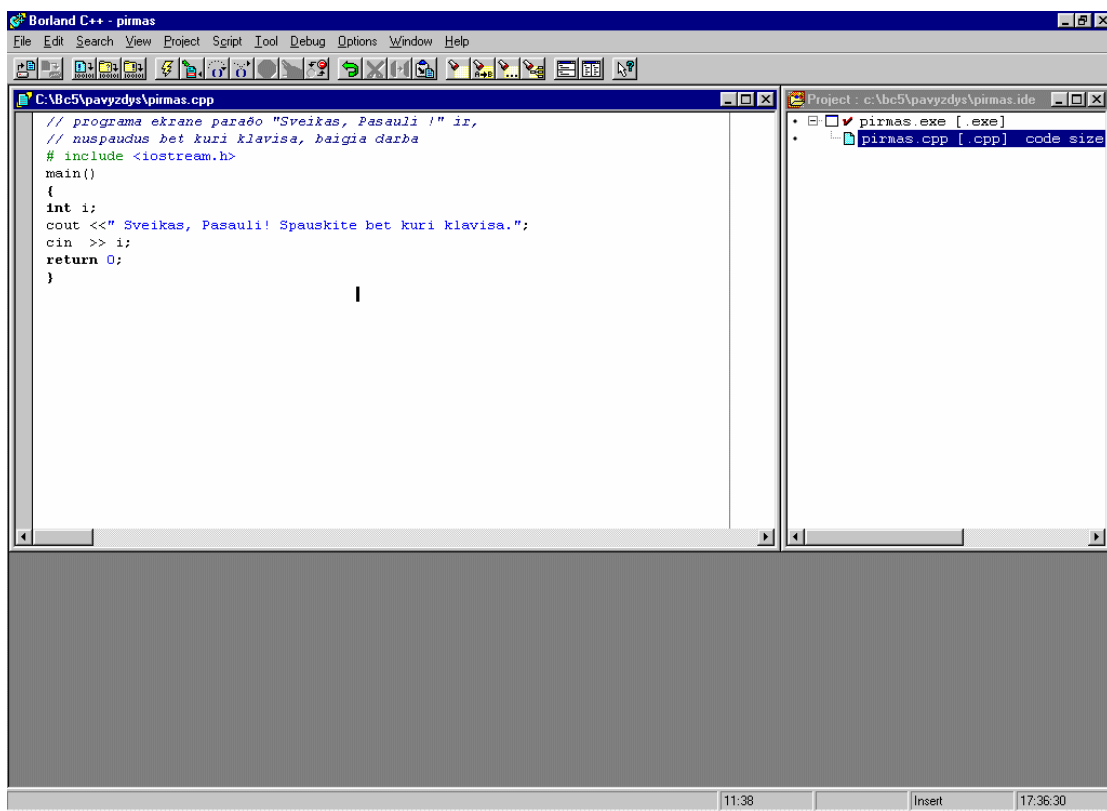 Borland C++ - pirmas
File Edit Search View Project Script Tool Debug Options Window Help
C:\Bc5\pavyzdys\pirmas.cpp
// programa ekrane paraðo "Sveikas, Pasauli !" ir,
// nuspaudus bet kuri klavisa, baigia darba
# include <iostream.h>
main()
{
int i;
cout <<" Sveikas, Pasauli! Spauskite bet kuri klavisa.";
cin >> i;
return 0;
}
Project : c:\bc5\pavyzdys\pirmas.ide
pirmas.exe [.exe]
pirmas.cpp [.cpp] code size
11:38 Insert 17:36:30